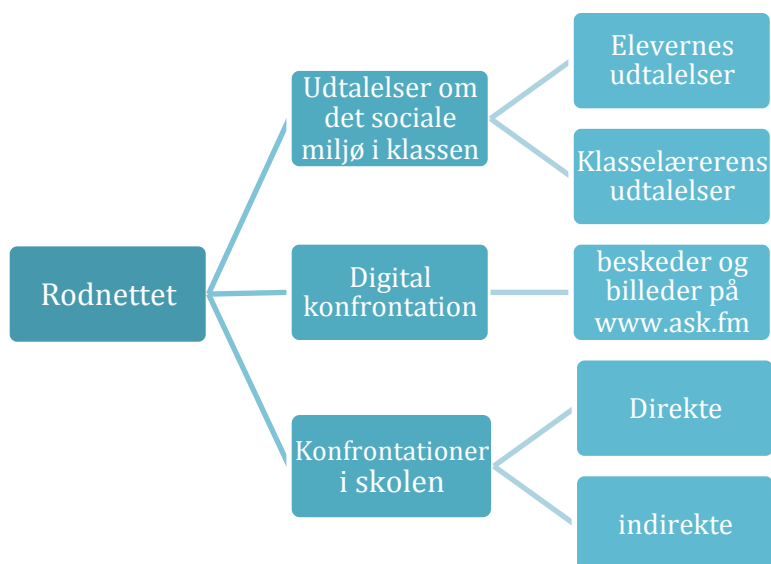 Rodnettet
Udtalelser om
det sociale
miljø i klassen
Elevernes
udtalelser
Klasselærerens
udtalelser
Digital
konfrontation
beskeder og
billeder på
www.ask.fm
Konfrontationer
i skolen
Direkte
indirekte